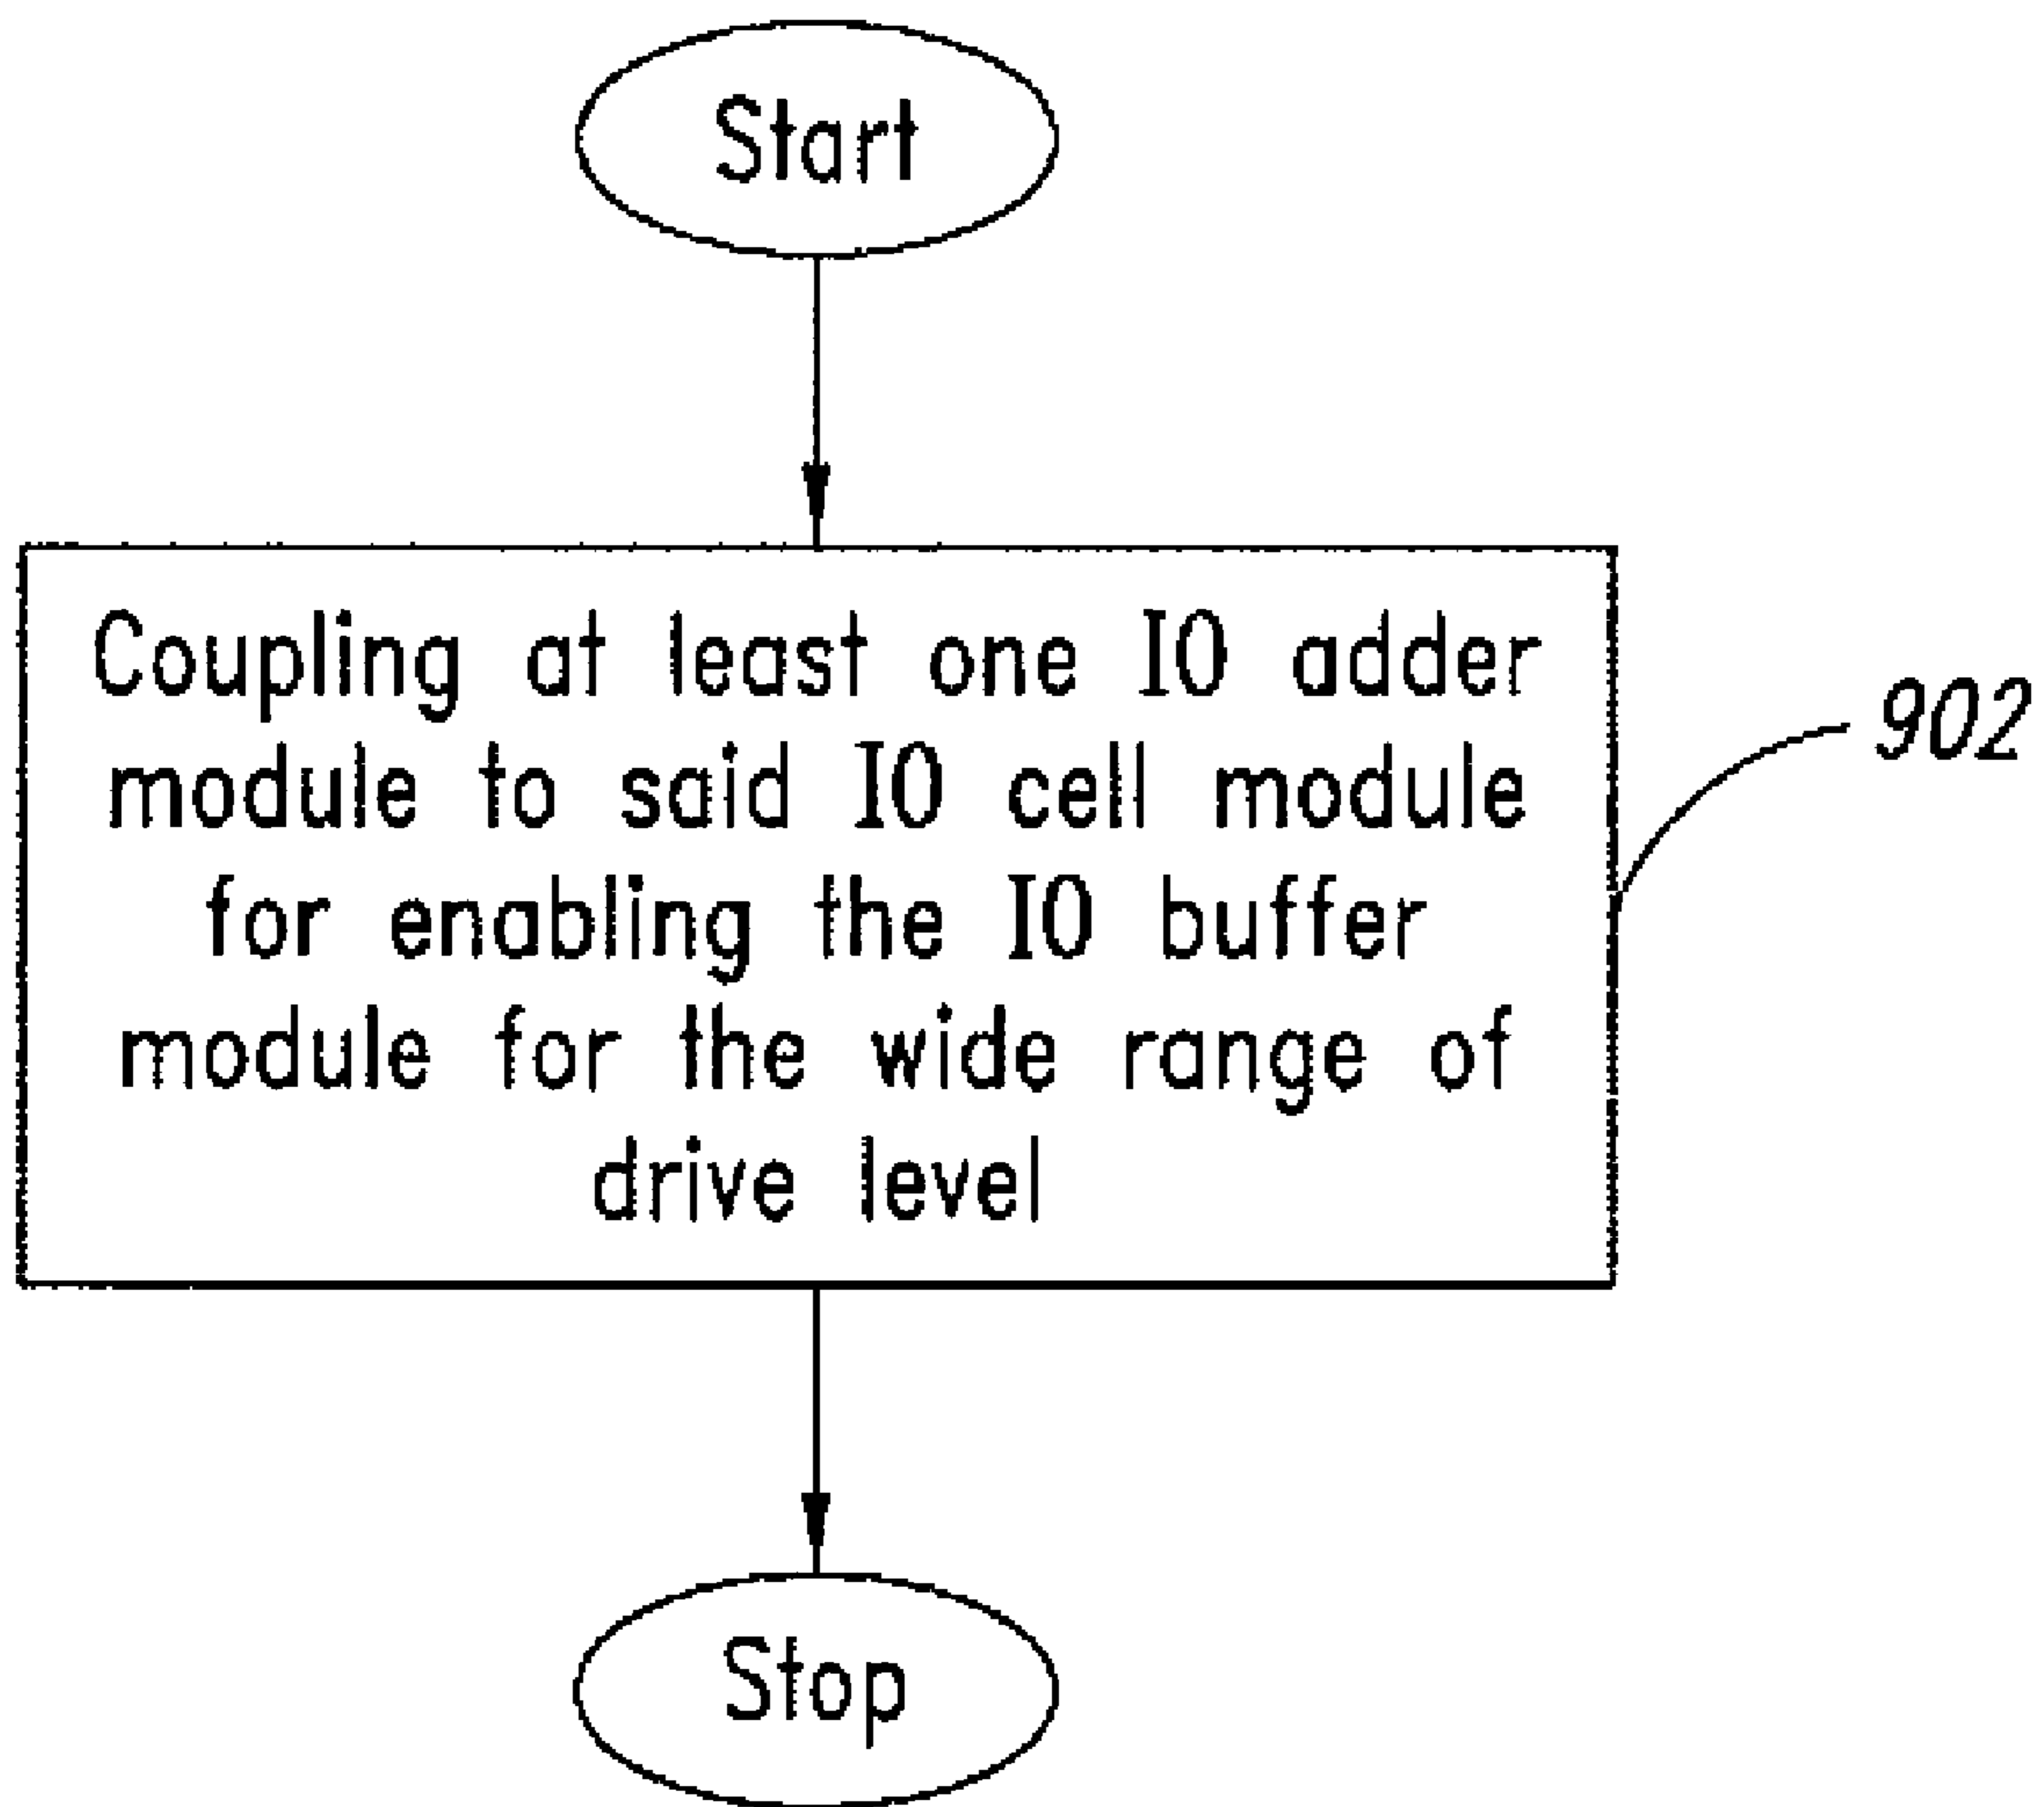 Start
Coupling at least one IO adder
module to said IO cell module
for enabling the IO buffer
module for the wide range of
drive level
902
Stop